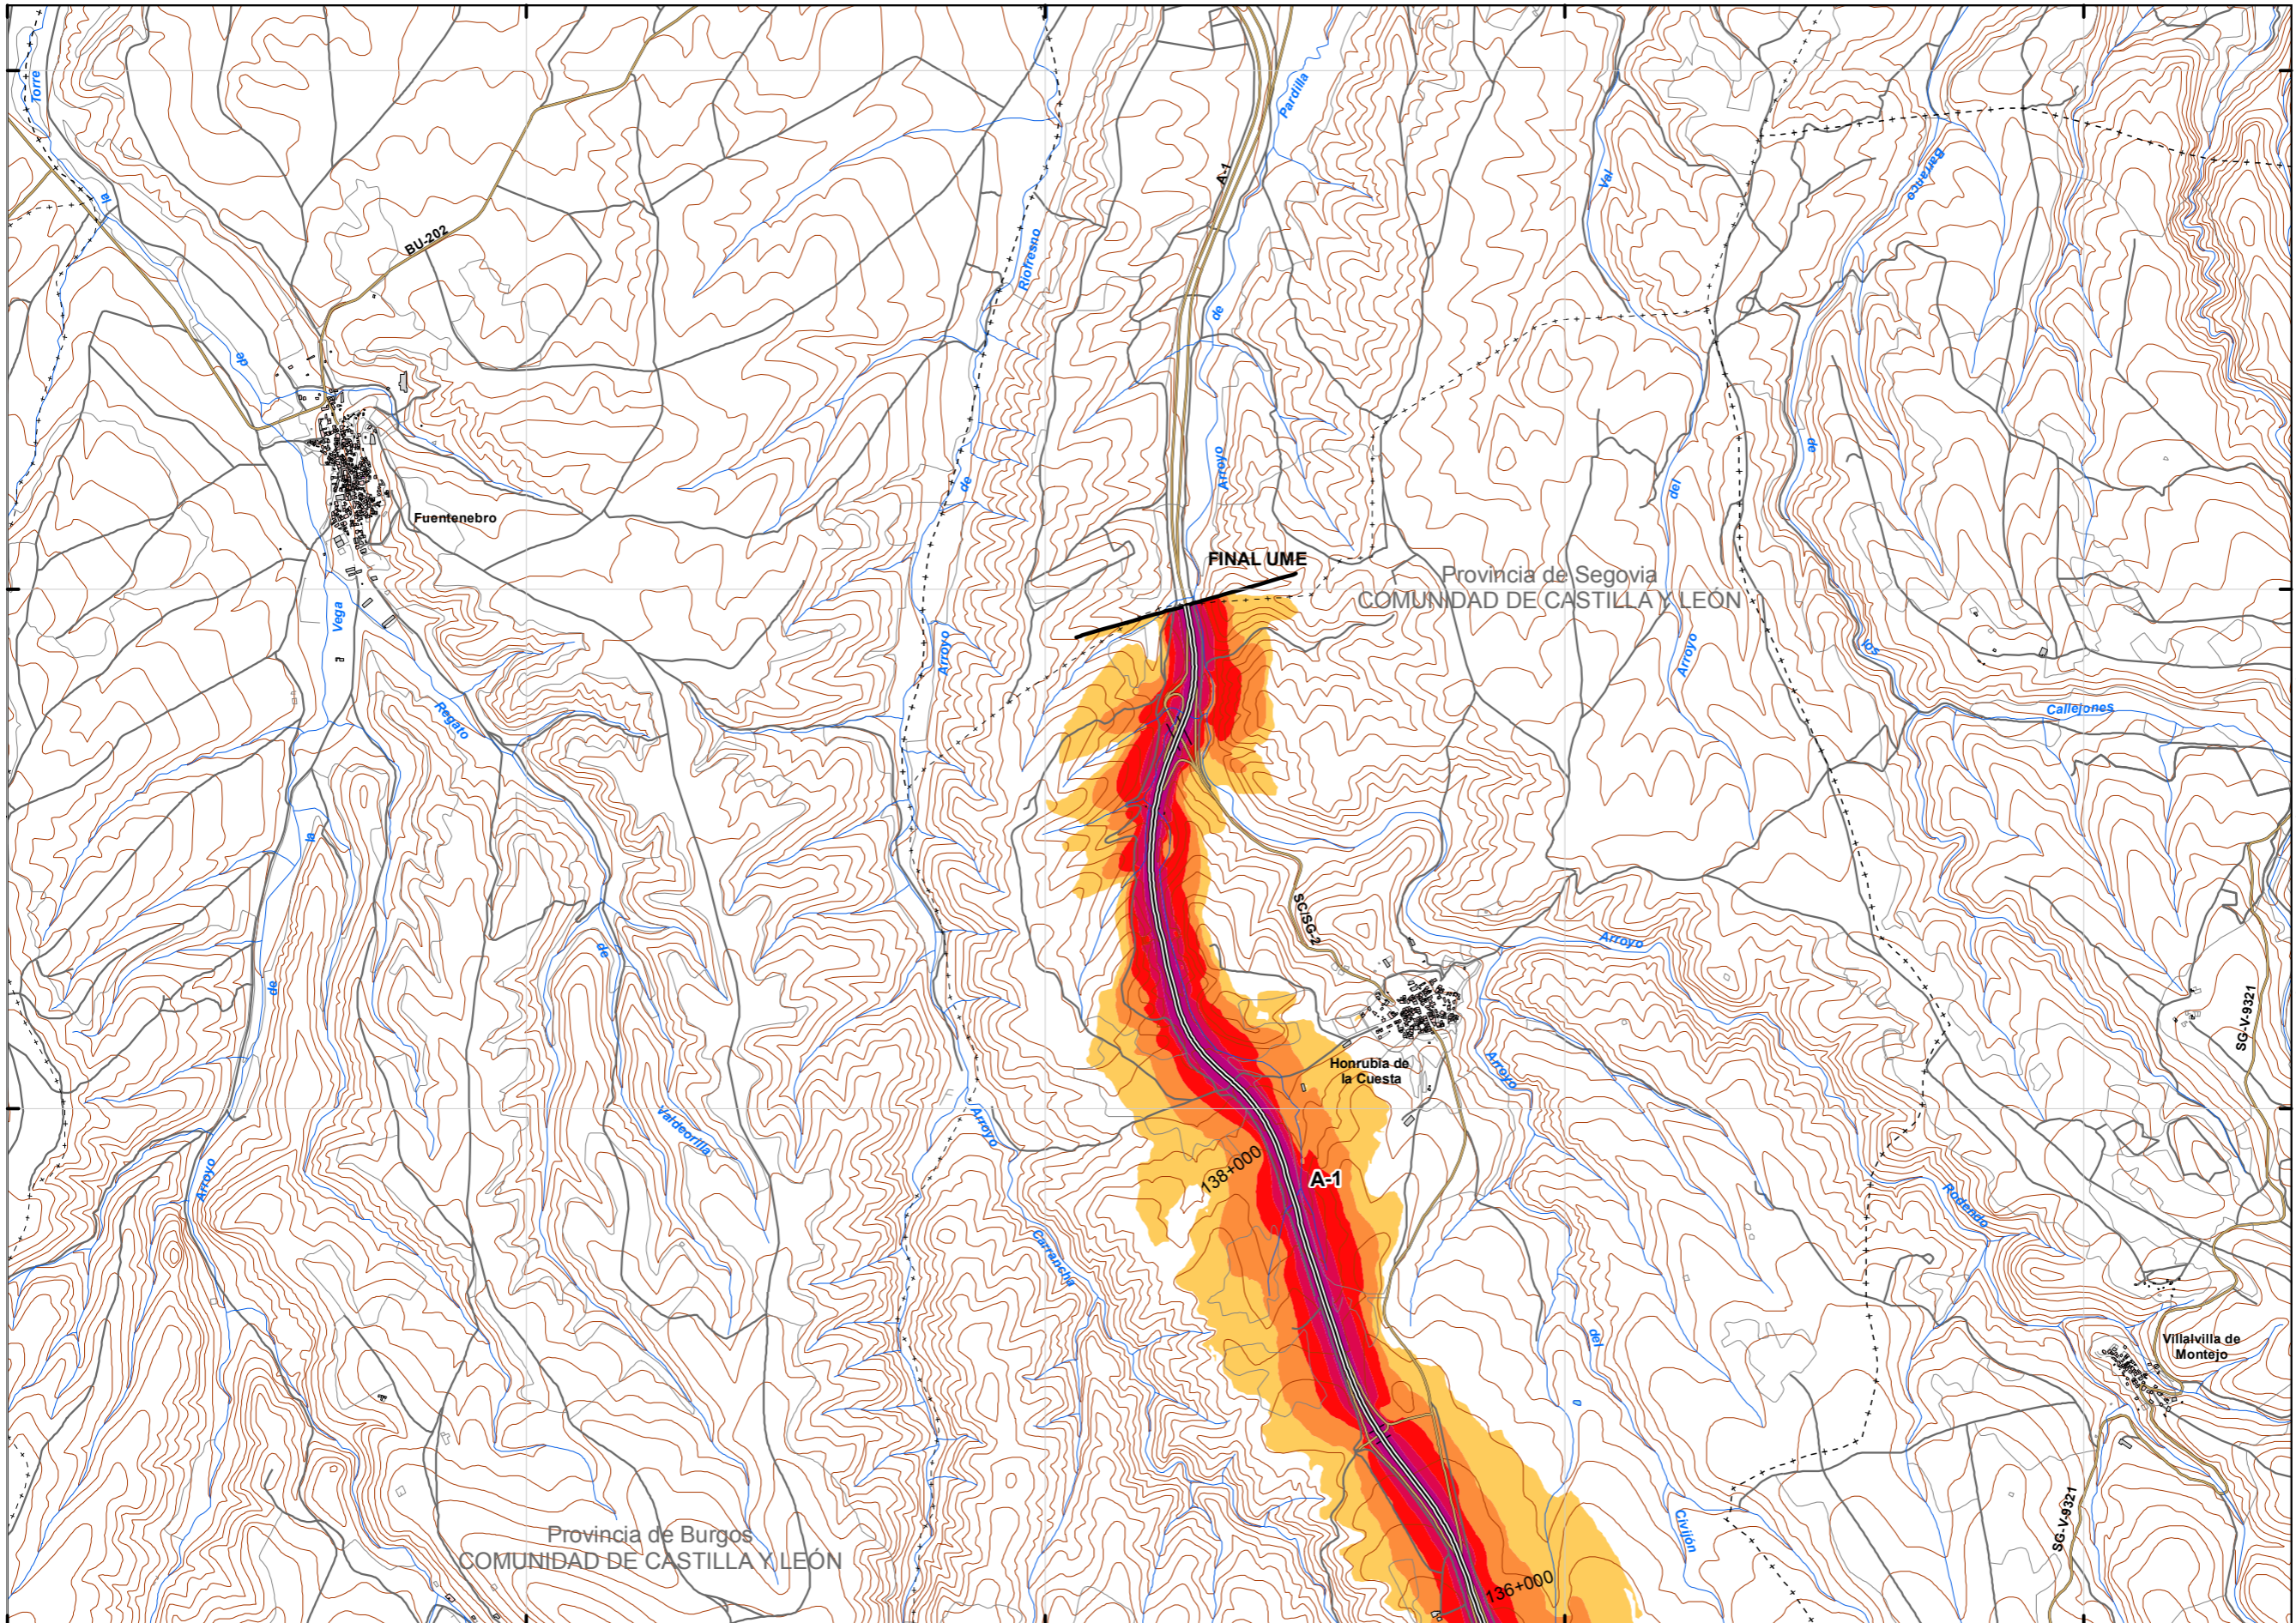 Torre
la
de
BU-202
Fuentenebro
Vega
Regato
la
de
de
Valdeorilla
Arroyo
Riofresno
de
Arroyo
Arroyo
Carrancha
A-1
Pardilla
de
Arroyo
FINAL UME
Provincia de Segovia
COMUNIDAD DE CASTILLA Y LEÓN
Val
del
Arroyo
Barranco
de
los
Callejones
SC/SG-2
Arroyo
Honrubia de
la Cuesta
Arroyo
del
Civijón
138+000
A-1
136+000
Rodendo
SG-V-9321
Villalvilla de
Montejo
SG-V-9321
Provincia de Burgos
COMUNIDAD DE CASTILLA Y LEÓN